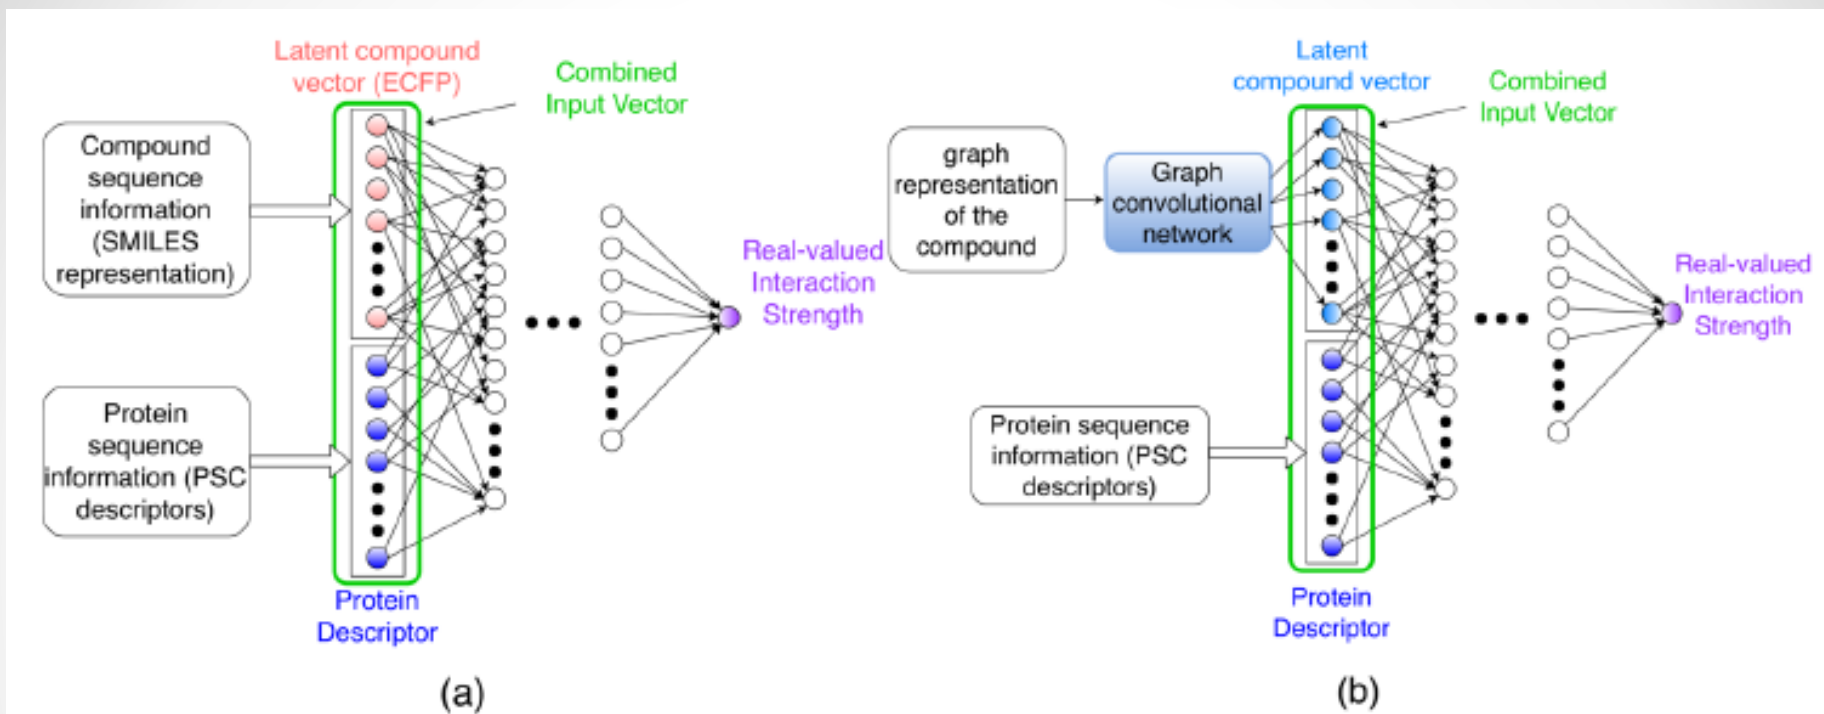 Latent compound
vector (ECFP)
Combined
Input Vector
Compound
sequence
information
(SMILES
representation)
Protein
sequence
information (PSC
descriptors)
Real-valued
Interaction
Strength
Protein
Descriptor
(a)
Latent
compound vector
Combined
Input Vector
graph
representation
of the
compound
Graph
convolutional
network
Protein sequence
information (PSC
descriptors)
Real-valued
Interaction
Strength
Protein
Descriptor
(b)